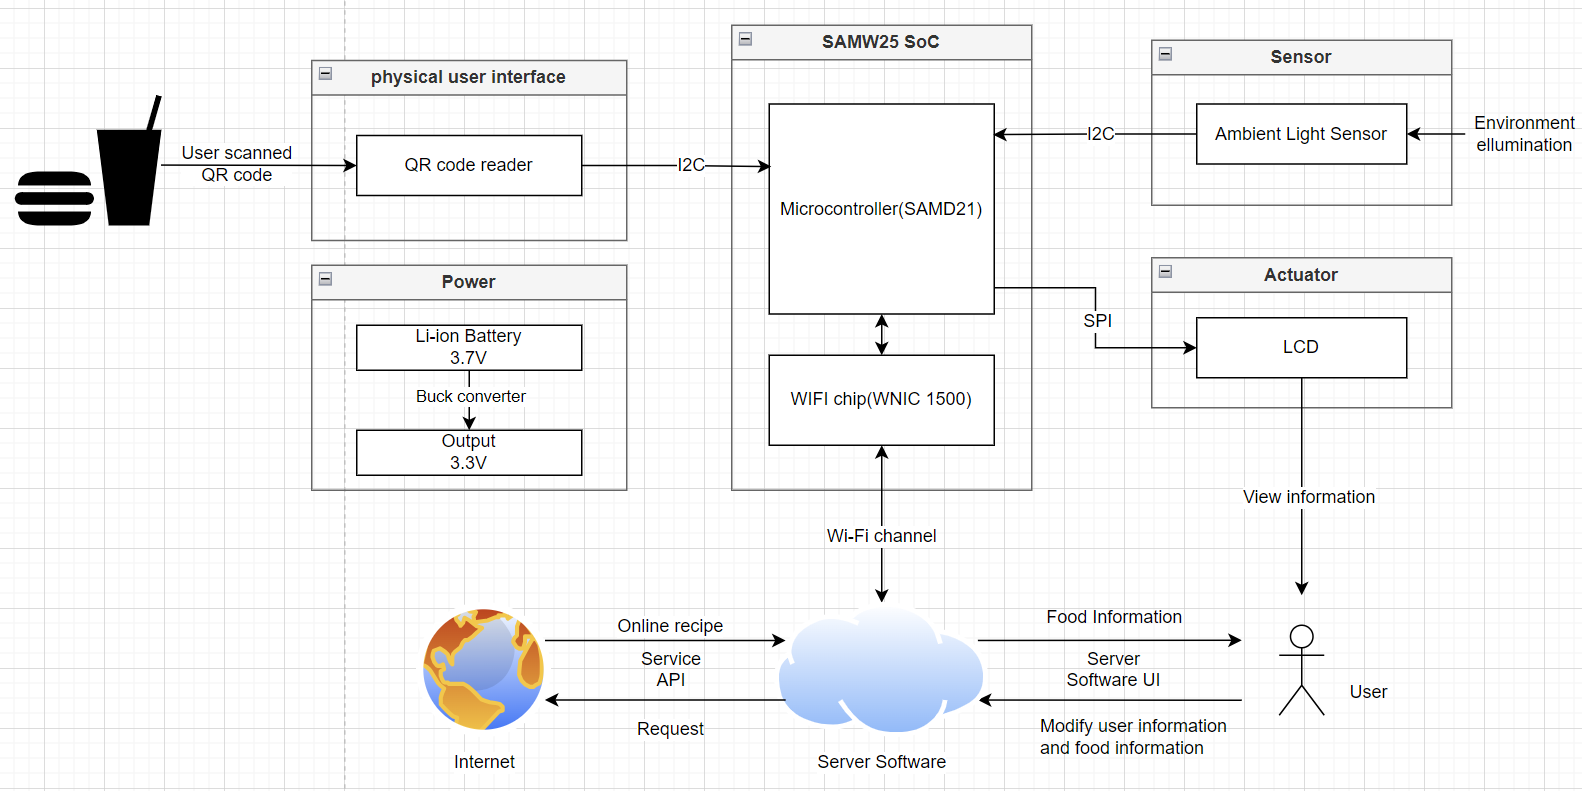 SAMW25 SoC
Sensor
physical user interface
User scanned
QR code
QR code reader
I2C
Microcontroller(SAMD21)
I2C
Ambient Light Sensor
Environment
ellumination
Power
Li-ion Battery
3.7V
Buck converter
Output
3.3V
Actuator
SPI
LCD
WIFI chip(WNIC 1500)
View information
Wi-Fi channel
Online recipe
Service
API
Request
Food Information
Server
Software UI
Modify user information
and food information
User
Internet
Server Software